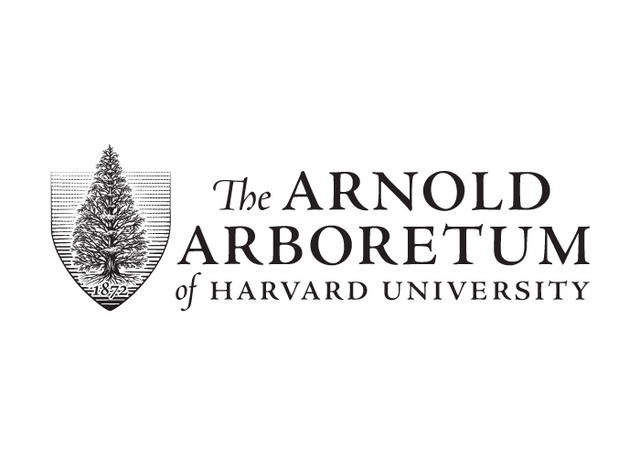 The ARNOLD
ARBORETUM
of HARVARD UNIVERSITY
1872